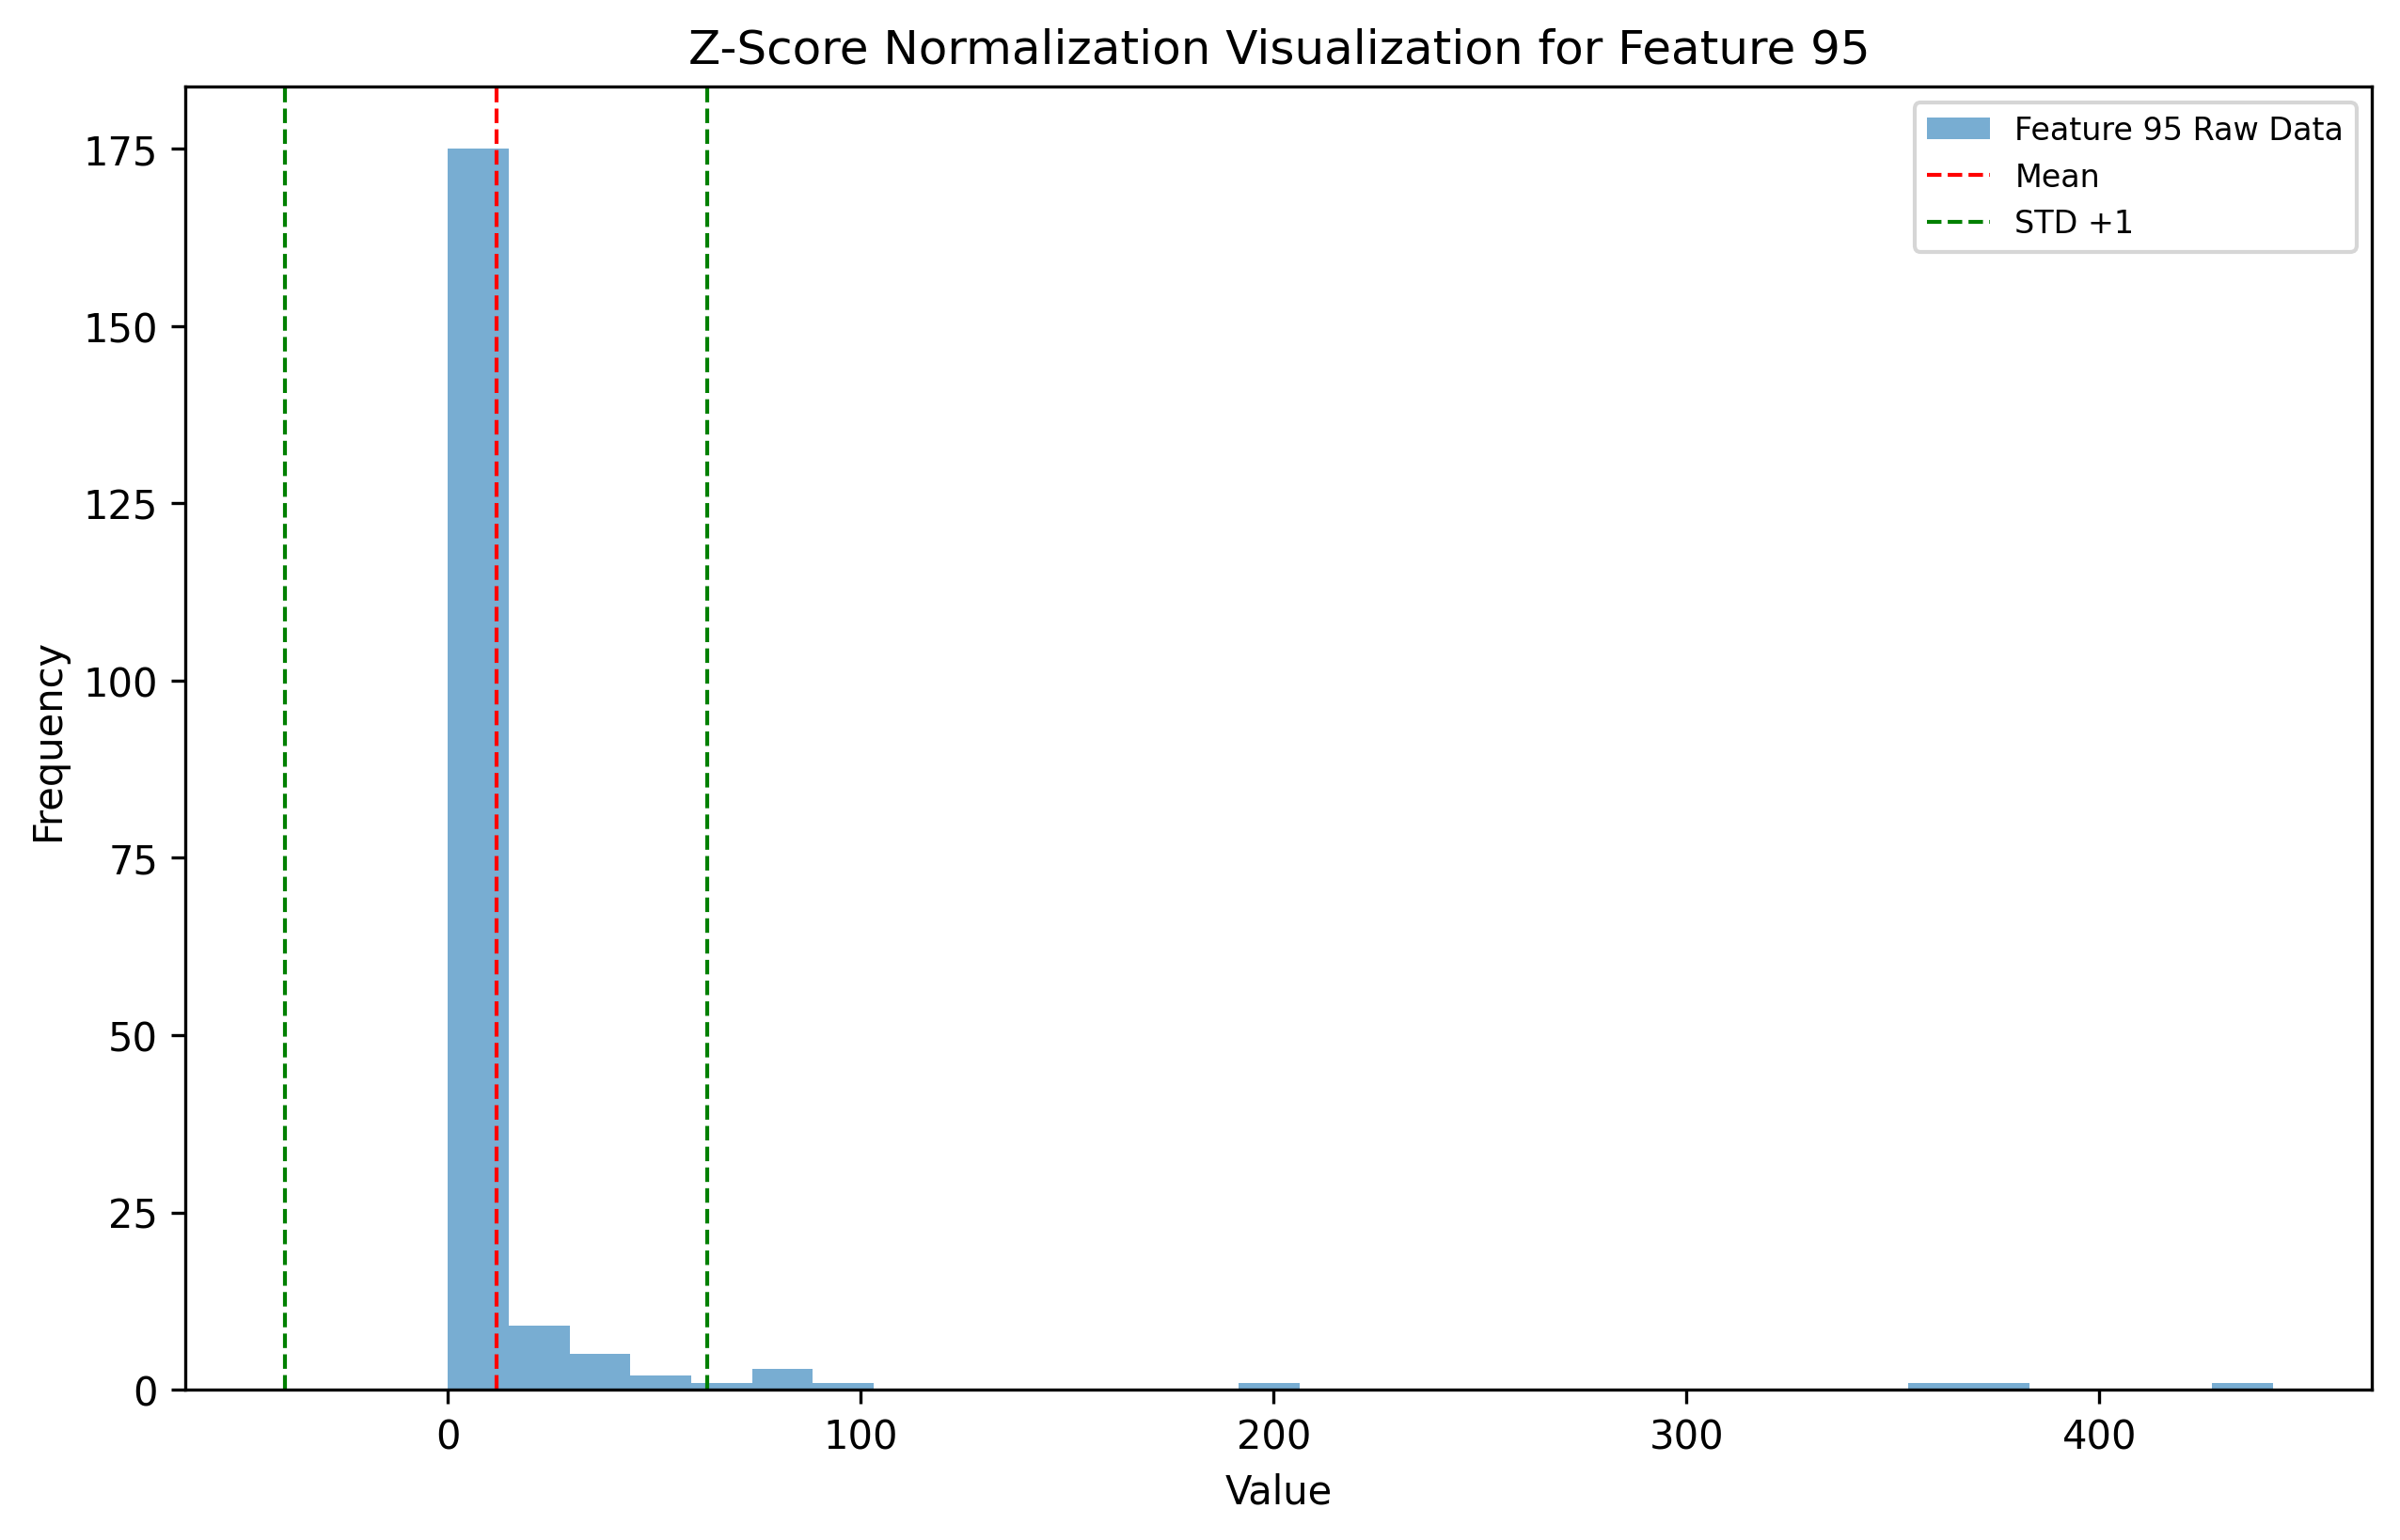 Z-Score Normalization Visualization for Feature 95
Feature 95 Raw Data
Mean
STD +1
Frequency
175
150
125
100
75
50
25
0
0 100 200 300 400
Value